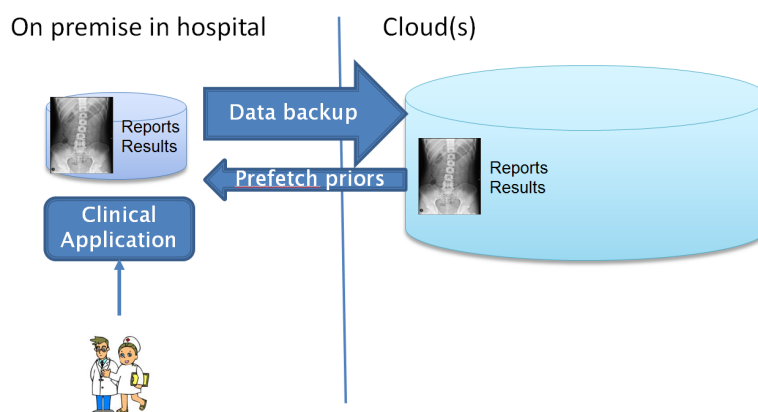 On premise in hospital
Cloud(s)
Data backup
Reports
Results
Prefetch priors
Reports
Results
Clinical
Application